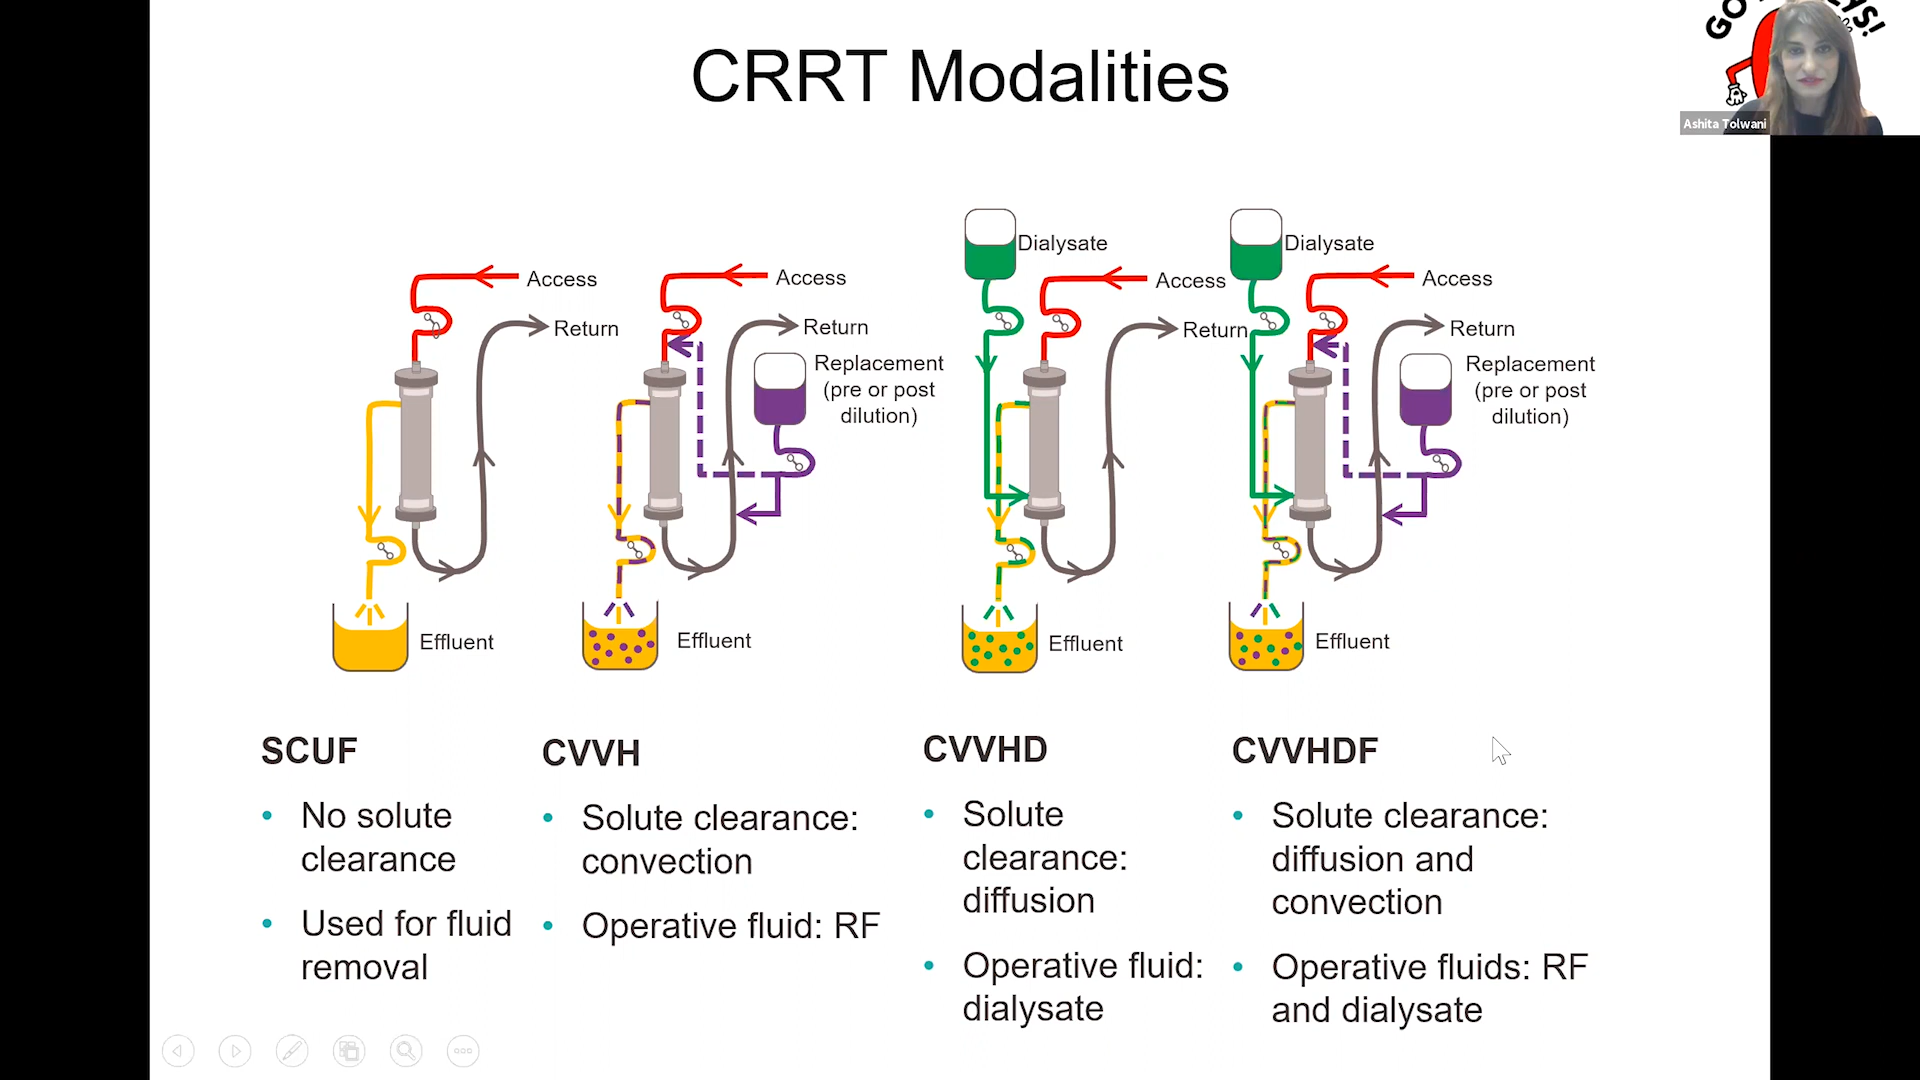 CRRT Modalities
GO
EYS!
Ashita Tolwani
Access
Return
Effluent
Access
Return
Replacement
(pre or post
dilution)
Effluent
Dialysate
Access
Return
Effluent
Dialysate
Access
Return
Replacement
(pre or post
dilution)
Effluent
SCUF
• No solute
clearance
• Used for fluid
removal
CVVH
• Solute clearance:
convection
• Operative fluid: RF
CVVHD
• Solute
clearance:
diffusion
• Operative fluid:
dialysate
CVVHDF
• Solute clearance:
diffusion and
convection
• Operative fluids: RF
and dialysate